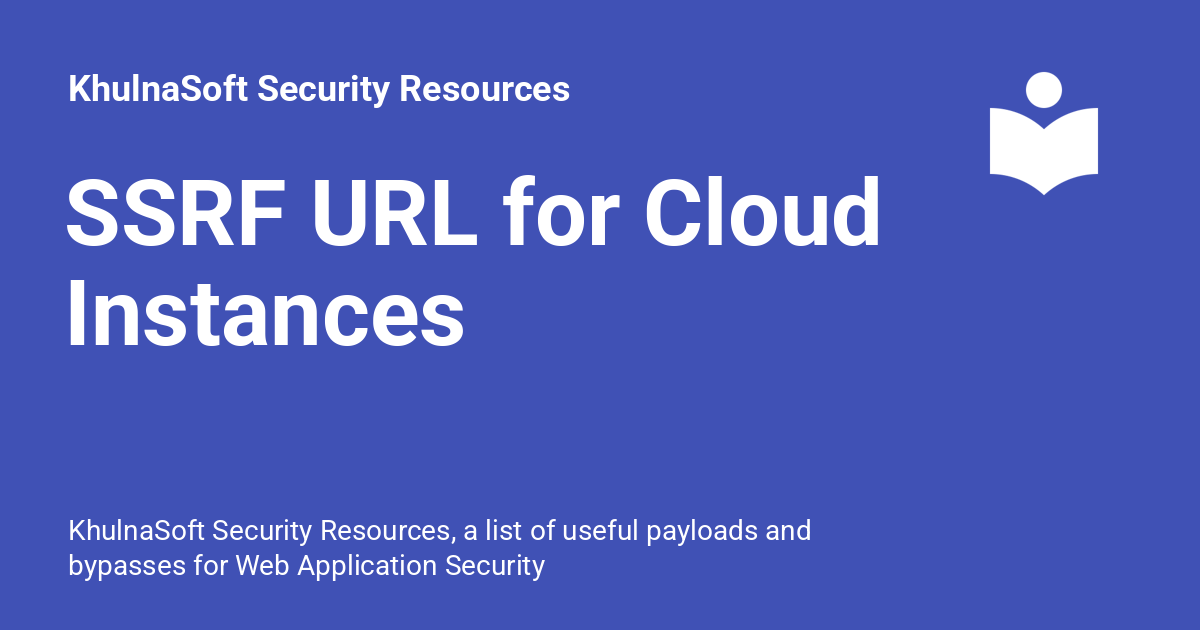 KhulnaSoft Security Resources
SSRF URL for Cloud
Instances
KhulnaSoft Security Resources, a list of useful payloads and
bypasses for Web Application Security